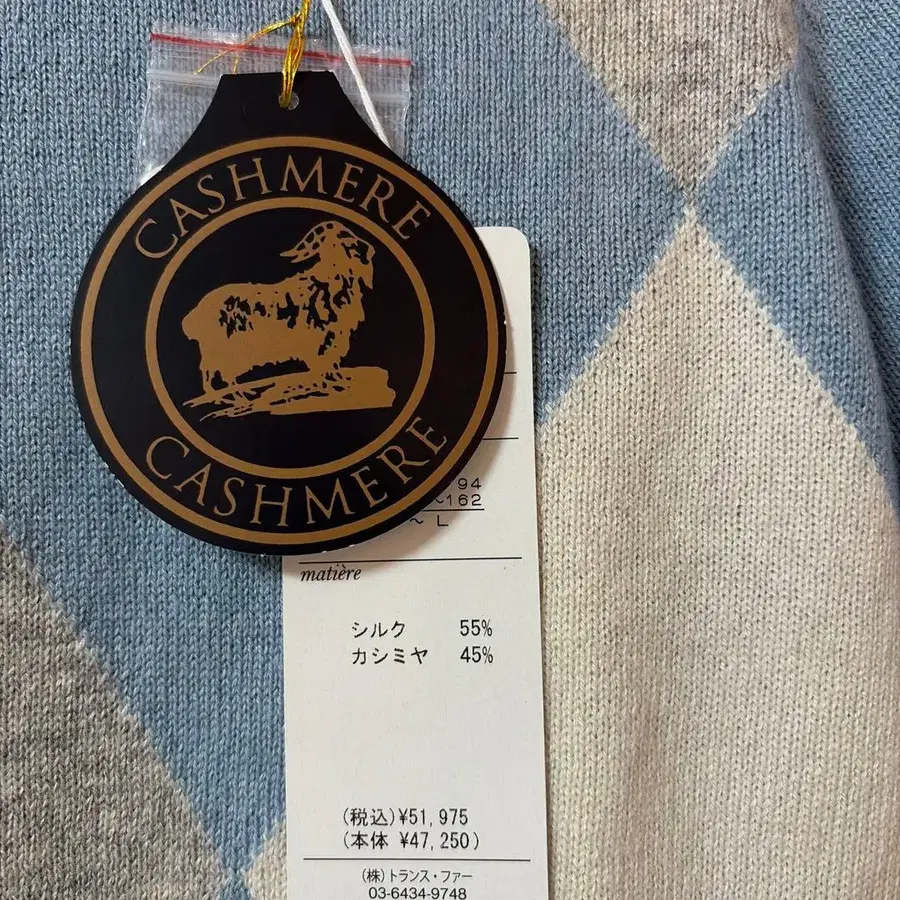 CASHMERE
CASHMERE
94
~162
~ L
matière
シルク 55%
カシミヤ 45%
(税込)¥51,975
(本体 ¥47,250)
(株)トランス・ファー
03-6434-9748